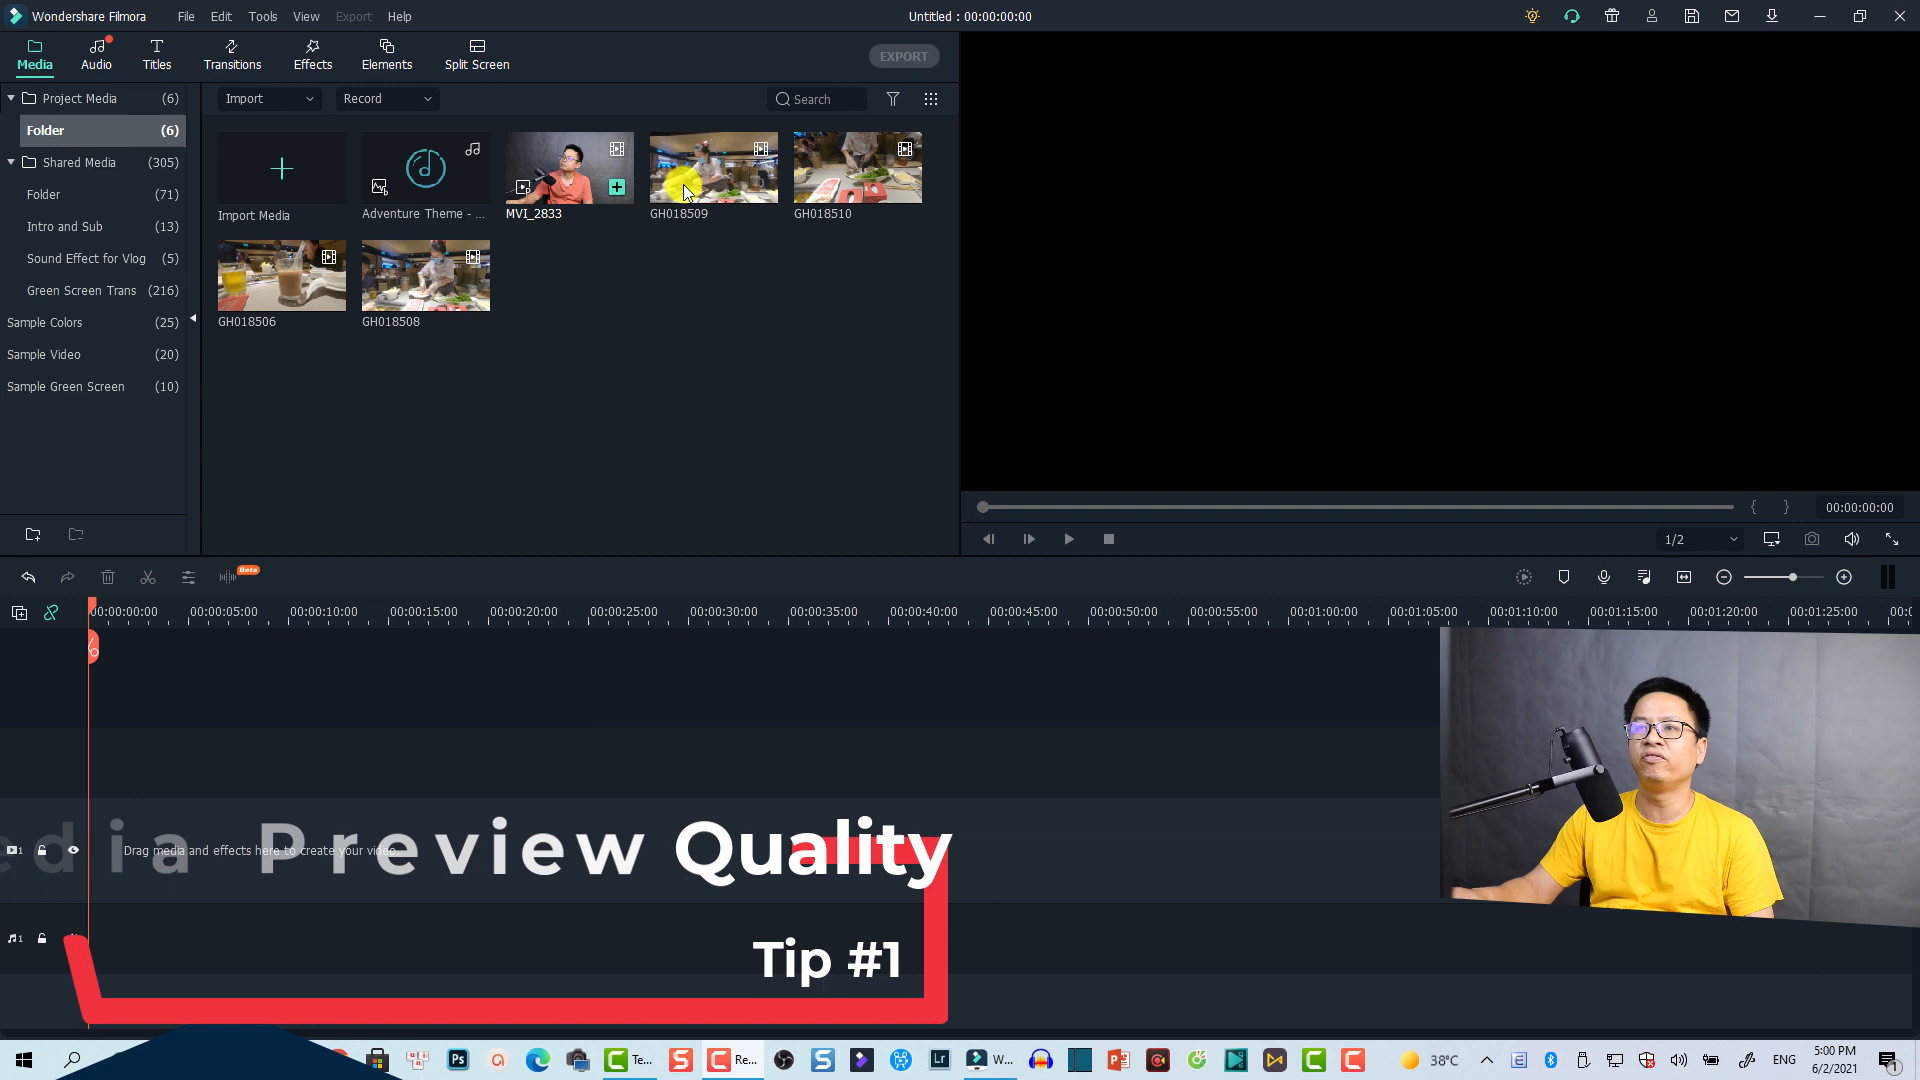 Wondershare Filmora
File Edit Tools View Export Help
Untitled : 00:00:00:00
Media Audio Titles Transitions Effects Elements Split Screen
EXPORT
Project Media (6)
Folder (6)
Shared Media (305)
Folder (71)
Intro and Sub (13)
Sound Effect for Vlog (5)
Green Screen Trans (216)
Sample Colors (25)
Sample Video (20)
Sample Green Screen (10)
Import Record Search
Import Media
Adventure Theme - ...
MVI_2833
GH018509
GH018510
GH018506
GH018508
{ } 00:00:00:00
1/2
Beta
00:00:00:00 00:00:05:00 00:00:10:00 00:00:15:00 00:00:20:00 00:00:25:00 00:00:30:00 00:00:35:00 00:00:40:00 00:00:45:00 00:00:50:00 00:00:55:00 00:01:00:00 00:01:05:00 00:01:10:00 00:01:15:00 00:01:20:00 00:01:25:00
1
Drag media and effects here to create your video.
edia Preview Quality
1
Tip #1
Te... Re... Lr W...
38°C ENG
5:00 PM
6/2/2021
1